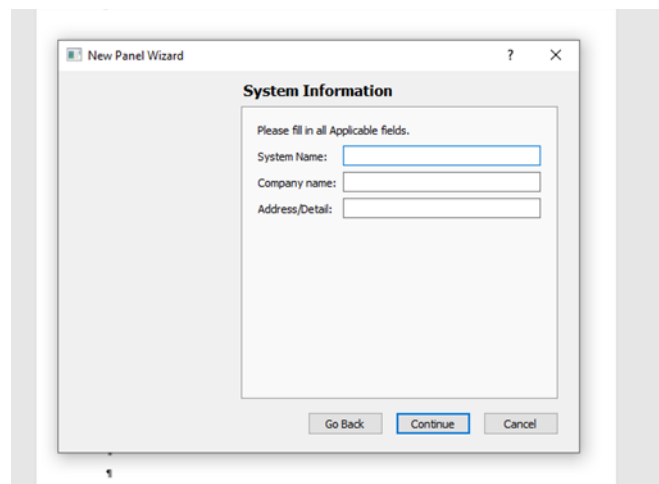 New Panel Wizard ?
System Information
Please fill in all Applicable fields.
System Name:
Company name:
Address/Detail:
Go Back Continue Cancel
¶